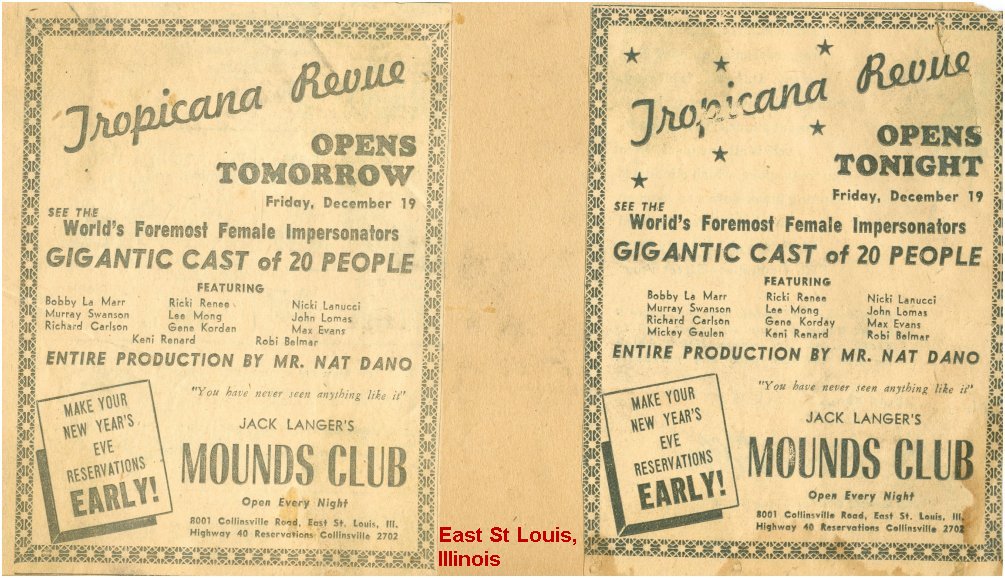 Tropicana Revue
OPENS
TOMORROW
Friday, December 19
SEE THE
World's Foremost Female Impersonators
GIGANTIC CAST of 20 PEOPLE
FEATURING
Bobby La Marr Ricki Renee Nicki Lanucci
Murray Swanson Lee Mong John Lomas
Richard Carlson Gene Kordan Max Evans
Keni Renard Robi Belmar
ENTIRE PRODUCTION BY MR. NAT DANO
"You have never seen anything like it"
MAKE YOUR
NEW YEAR'S
EVE
RESERVATIONS
EARLY!
JACK LANGER'S
MOUNDS CLUB
Open Every Night
8001 Collinsville Road, East St. Louis, Ill.
Highway 40 Reservations Collinsville 2702
East St Louis,
Illinois
Tropicana Revue
OPENS
TONIGHT
Friday, December 19
SEE THE
World's Foremost Female Impersonators
GIGANTIC CAST of 20 PEOPLE
FEATURING
Bobby La Marr Ricki Renee Nicki Lanucci
Murray Swanson Lee Mong John Lomas
Richard Carlson Gene Korday Max Evans
Mickey Gaulen Keni Renard Robi Belmar
ENTIRE PRODUCTION BY MR. NAT DANO
"You have never seen anything like it"
MAKE YOUR
NEW YEAR'S
EVE
RESERVATIONS
EARLY!
JACK LANGER'S
MOUNDS CLUB
Open Every Night
8001 Collinsville Road, East St. Louis, Ill.
Highway 40 Reservations Collinsville 2702